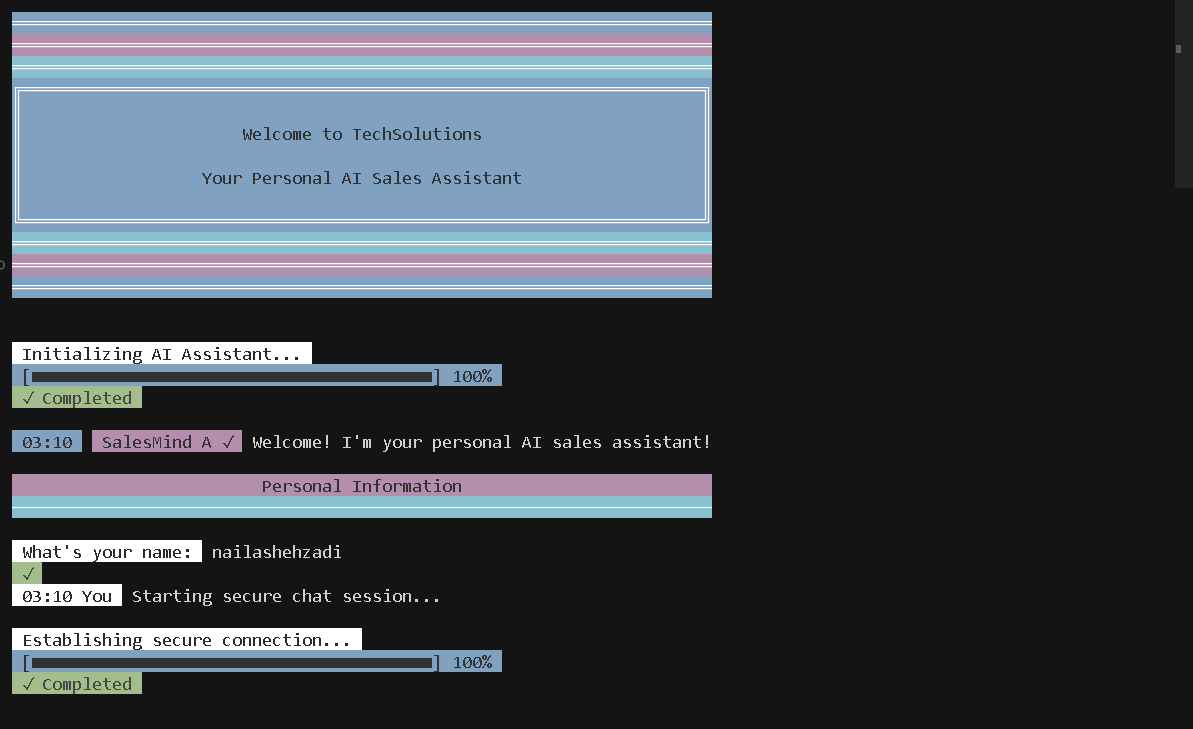 Welcome to TechSolutions
Your Personal AI Sales Assistant
Initializing AI Assistant...
[] 100%
✓ Completed
03:10 SalesMind A ✓ Welcome! I'm your personal AI sales assistant!
Personal Information
What's your name: nailashehzadi
✓
03:10 You Starting secure chat session...
Establishing secure connection...
[] 100%
✓ Completed